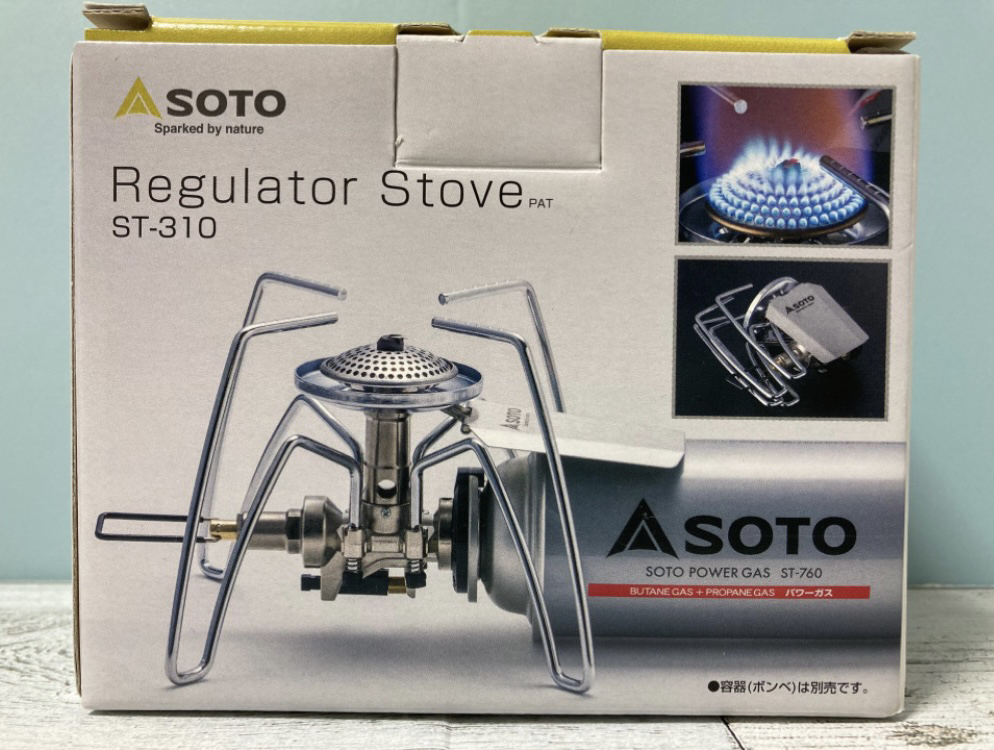 SOTO
Sparked by nature
Regulator Stove PAT
ST-310
SOTO
SOTO
SOTO
SOTO POWER GAS ST-760
BUTANE GAS + PROPANE GAS パワーガス
●容器(ボンベ)は別売です。